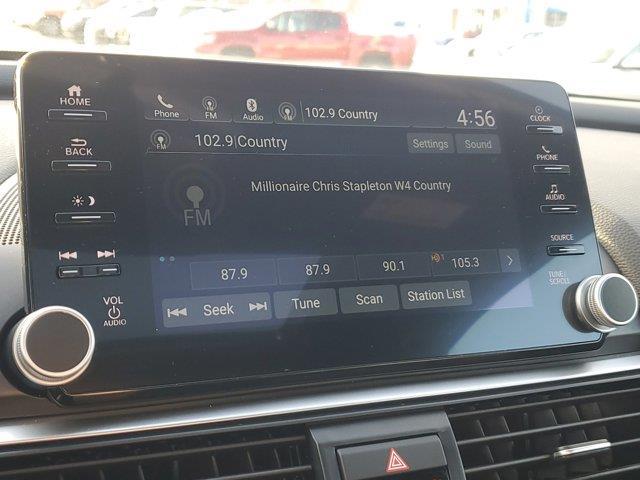 HOME
BACK
VOL
AUDIO
Phone
FM
Audio
102.9 Country
4:56
FM
102.9 Country
Settings
Sound
FM
Millionaire Chris Stapleton W4 Country
87.9
87.9
90.1
HD 1 105.3
Seek
Tune
Scan
Station List
CLOCK
PHONE
AUDIO
SOURCE
TUNE/
SCROLL